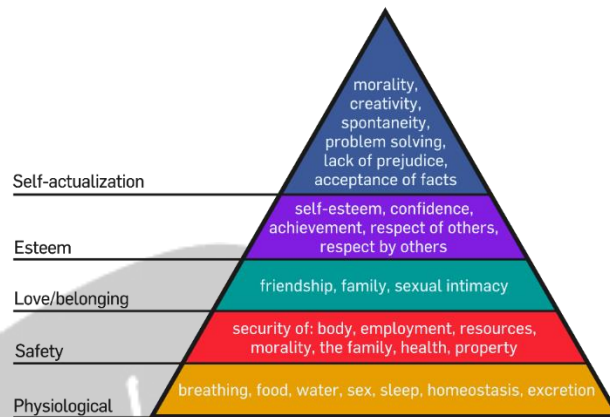 morality,
creativity,
spontaneity,
problem solving,
lack of prejudice,
acceptance of facts
Self-actualization
self-esteem, confidence,
achievement, respect of others,
respect by others
Esteem
friendship, family, sexual intimacy
Love/belonging
security of: body, employment, resources,
morality, the family, health, property
Safety
breathing, food, water, sex, sleep, homeostasis, excretion
Physiological